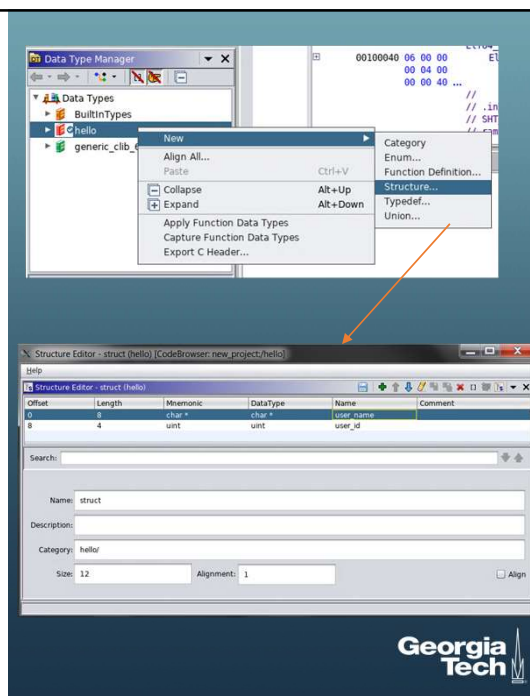 Data Type Manager
00100040 06 00 00
00 04 00
00 00 40 ...
//
// .in
// SHT
Data Types
BuiltInTypes
hello
generic_clib_6
New
Align All...
Paste Ctrl+V
Collapse Alt+Up
Expand Alt+Down
Apply Function Data Types
Capture Function Data Types
Export C Header...
Category
Enum...
Function Definition...
Structure...
Typedef...
Union...
Structure Editor - struct (hello) [CodeBrowser: new_project:/hello]
Help
Structure Editor - struct (hello)
Offset Length Mnemonic DataType Name Comment
0 8 char * char * user_name
8 4 uint uint user_id
Search:
Name: struct
Description:
Category: hello/
Size: 12 Alignment: 1 Align
Georgia
Tech